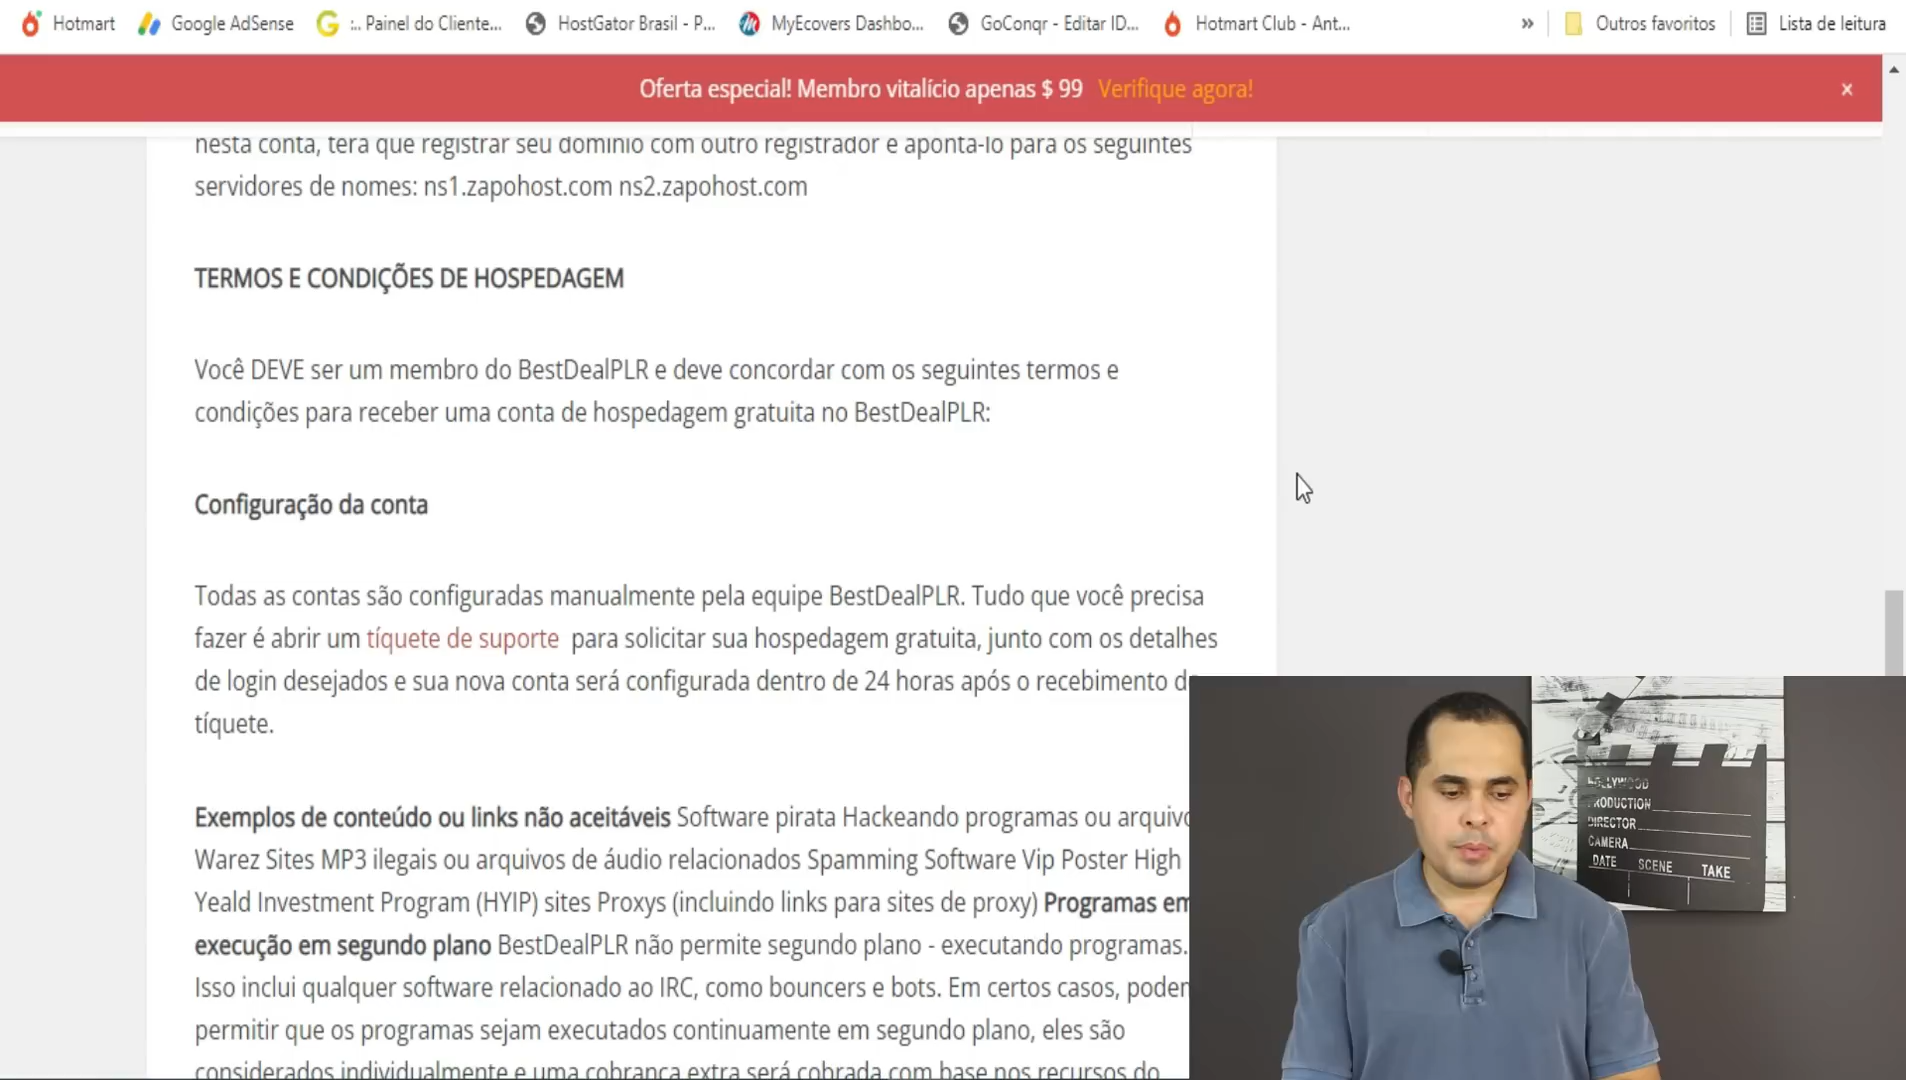 Hotmart Google AdSense :.. Painel do Cliente... HostGator Brasil - P... MyEcovers Dashbo... GoConqr - Editar ID... Hotmart Club - Ant... » Outros favoritos Lista de leitura
Oferta especial! Membro vitalício apenas $ 99 Verifique agora! ×
nesta conta, terá que registrar seu domínio com outro registrador e apontá-lo para os seguintes
servidores de nomes: ns1.zapohost.com ns2.zapohost.com
TERMOS E CONDIÇÕES DE HOSPEDAGEM
Você DEVE ser um membro do BestDealPLR e deve concordar com os seguintes termos e
condições para receber uma conta de hospedagem gratuita no BestDealPLR:
Configuração da conta
Todas as contas são configuradas manualmente pela equipe BestDealPLR. Tudo que você precisa
fazer é abrir um tíquete de suporte para solicitar sua hospedagem gratuita, junto com os detalhes
de login desejados e sua nova conta será configurada dentro de 24 horas após o recebimento
tíquete.
Exemplos de conteúdo ou links não aceitáveis Software pirata Hackeando programas ou
Warez Sites MP3 ilegais ou arquivos de áudio relacionados Spamming Software Vip Poster High
Yeald Investment Program (HYIP) sites Proxys (incluindo links para sites de proxy) Programas em
execução em segundo plano BestDealPLR não permite segundo plano - executando programas.
Isso inclui qualquer software relacionado ao IRC, como bouncers e bots. Em certos casos,
permitir que os programas sejam executados continuamente em segundo plano, eles são
considerados individualmente e uma cobrança extra será cobrada com base nos recursos do
PRODUCTION
DIRECTOR
CAMERA
DATE SCENE TAKE